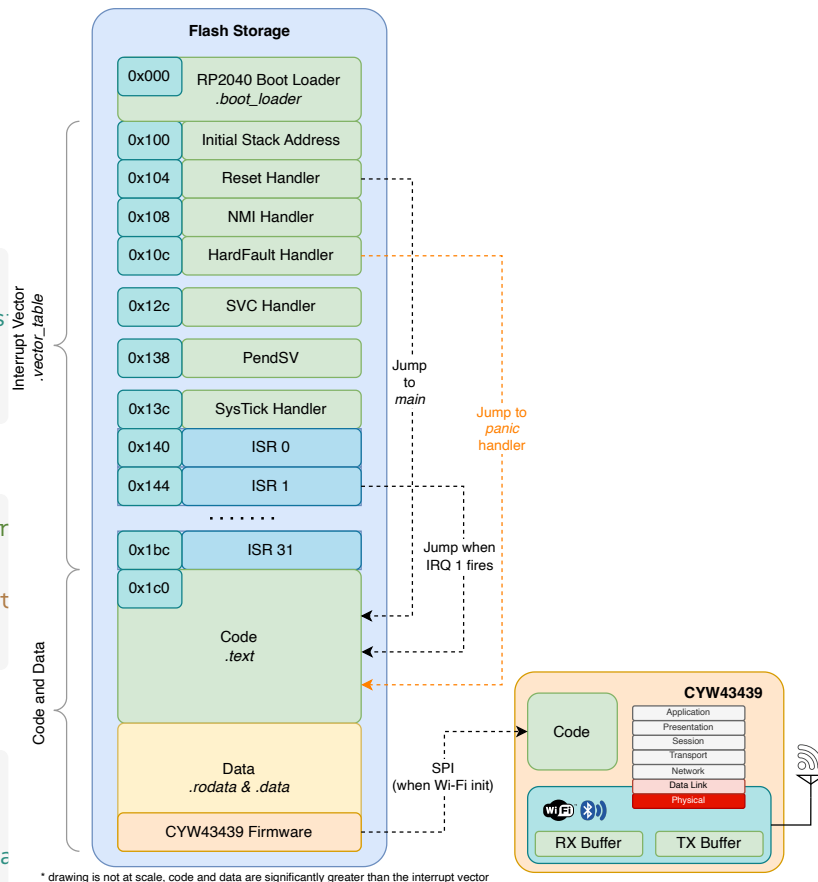 Flash Storage
0x000
RP2040 Boot Loader
.boot_loader
0x100 Initial Stack Address
0x104 Reset Handler
0x108 NMI Handler
0x10c HardFault Handler
0x12c SVC Handler
0x138 PendSV
0x13c SysTick Handler
0x140 ISR 0
0x144 ISR 1
.......
0x1bc ISR 31
0x1c0
Code
.text
Data
.rodata & .data
CYW43439 Firmware
Interrupt Vector
.vector_table
Code and Data
Jump
to
main
Jump to
panic
handler
Jump when
IRQ 1 fires
SPI
(when Wi-Fi init)
CYW43439
Code
Application
Presentation
Session
Transport
Network
Data Link
Physical
Wi Fi
RX Buffer
TX Buffer
* drawing is not at scale, code and data are significantly greater than the interrupt vector